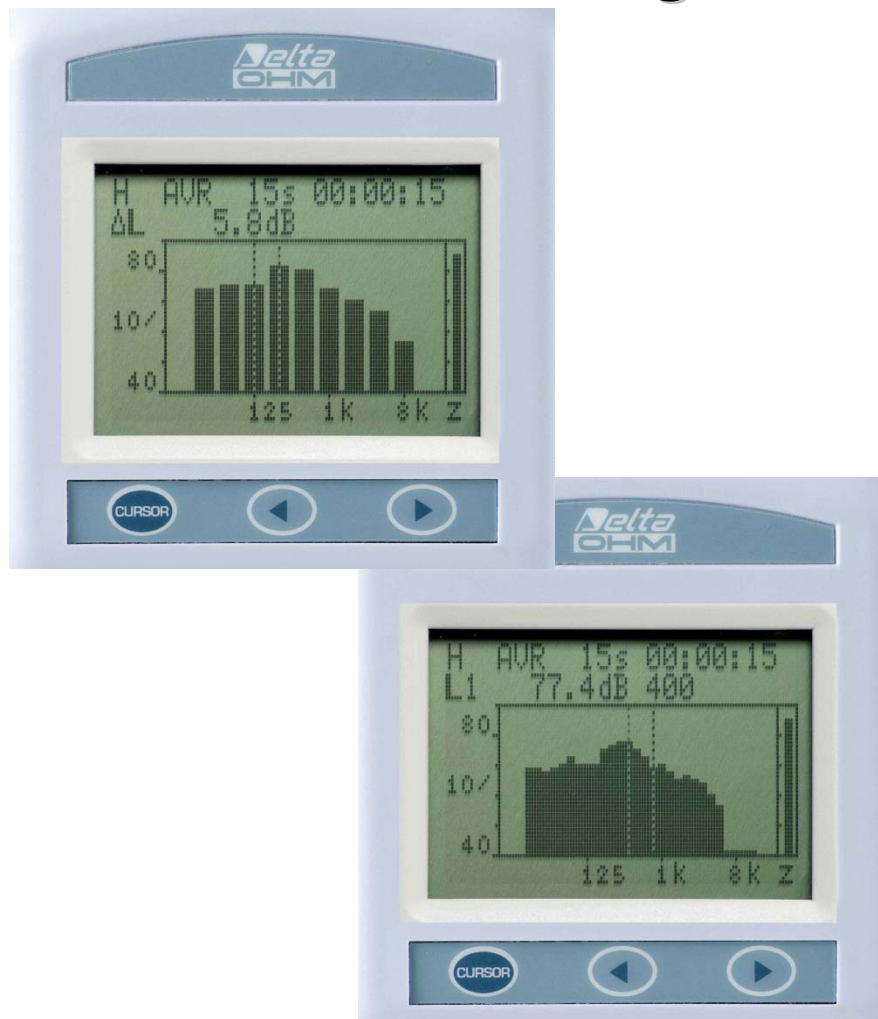 Delta
OHM
H AVR 15s 00:00:15
ΔL 5.8dB
80
10/
40
125 1k 8k Z
CURSOR
Delta
OHM
H AVR 15s 00:00:15
L1 77.4dB 400
80
10/
40
125 1k 8k Z
CURSOR